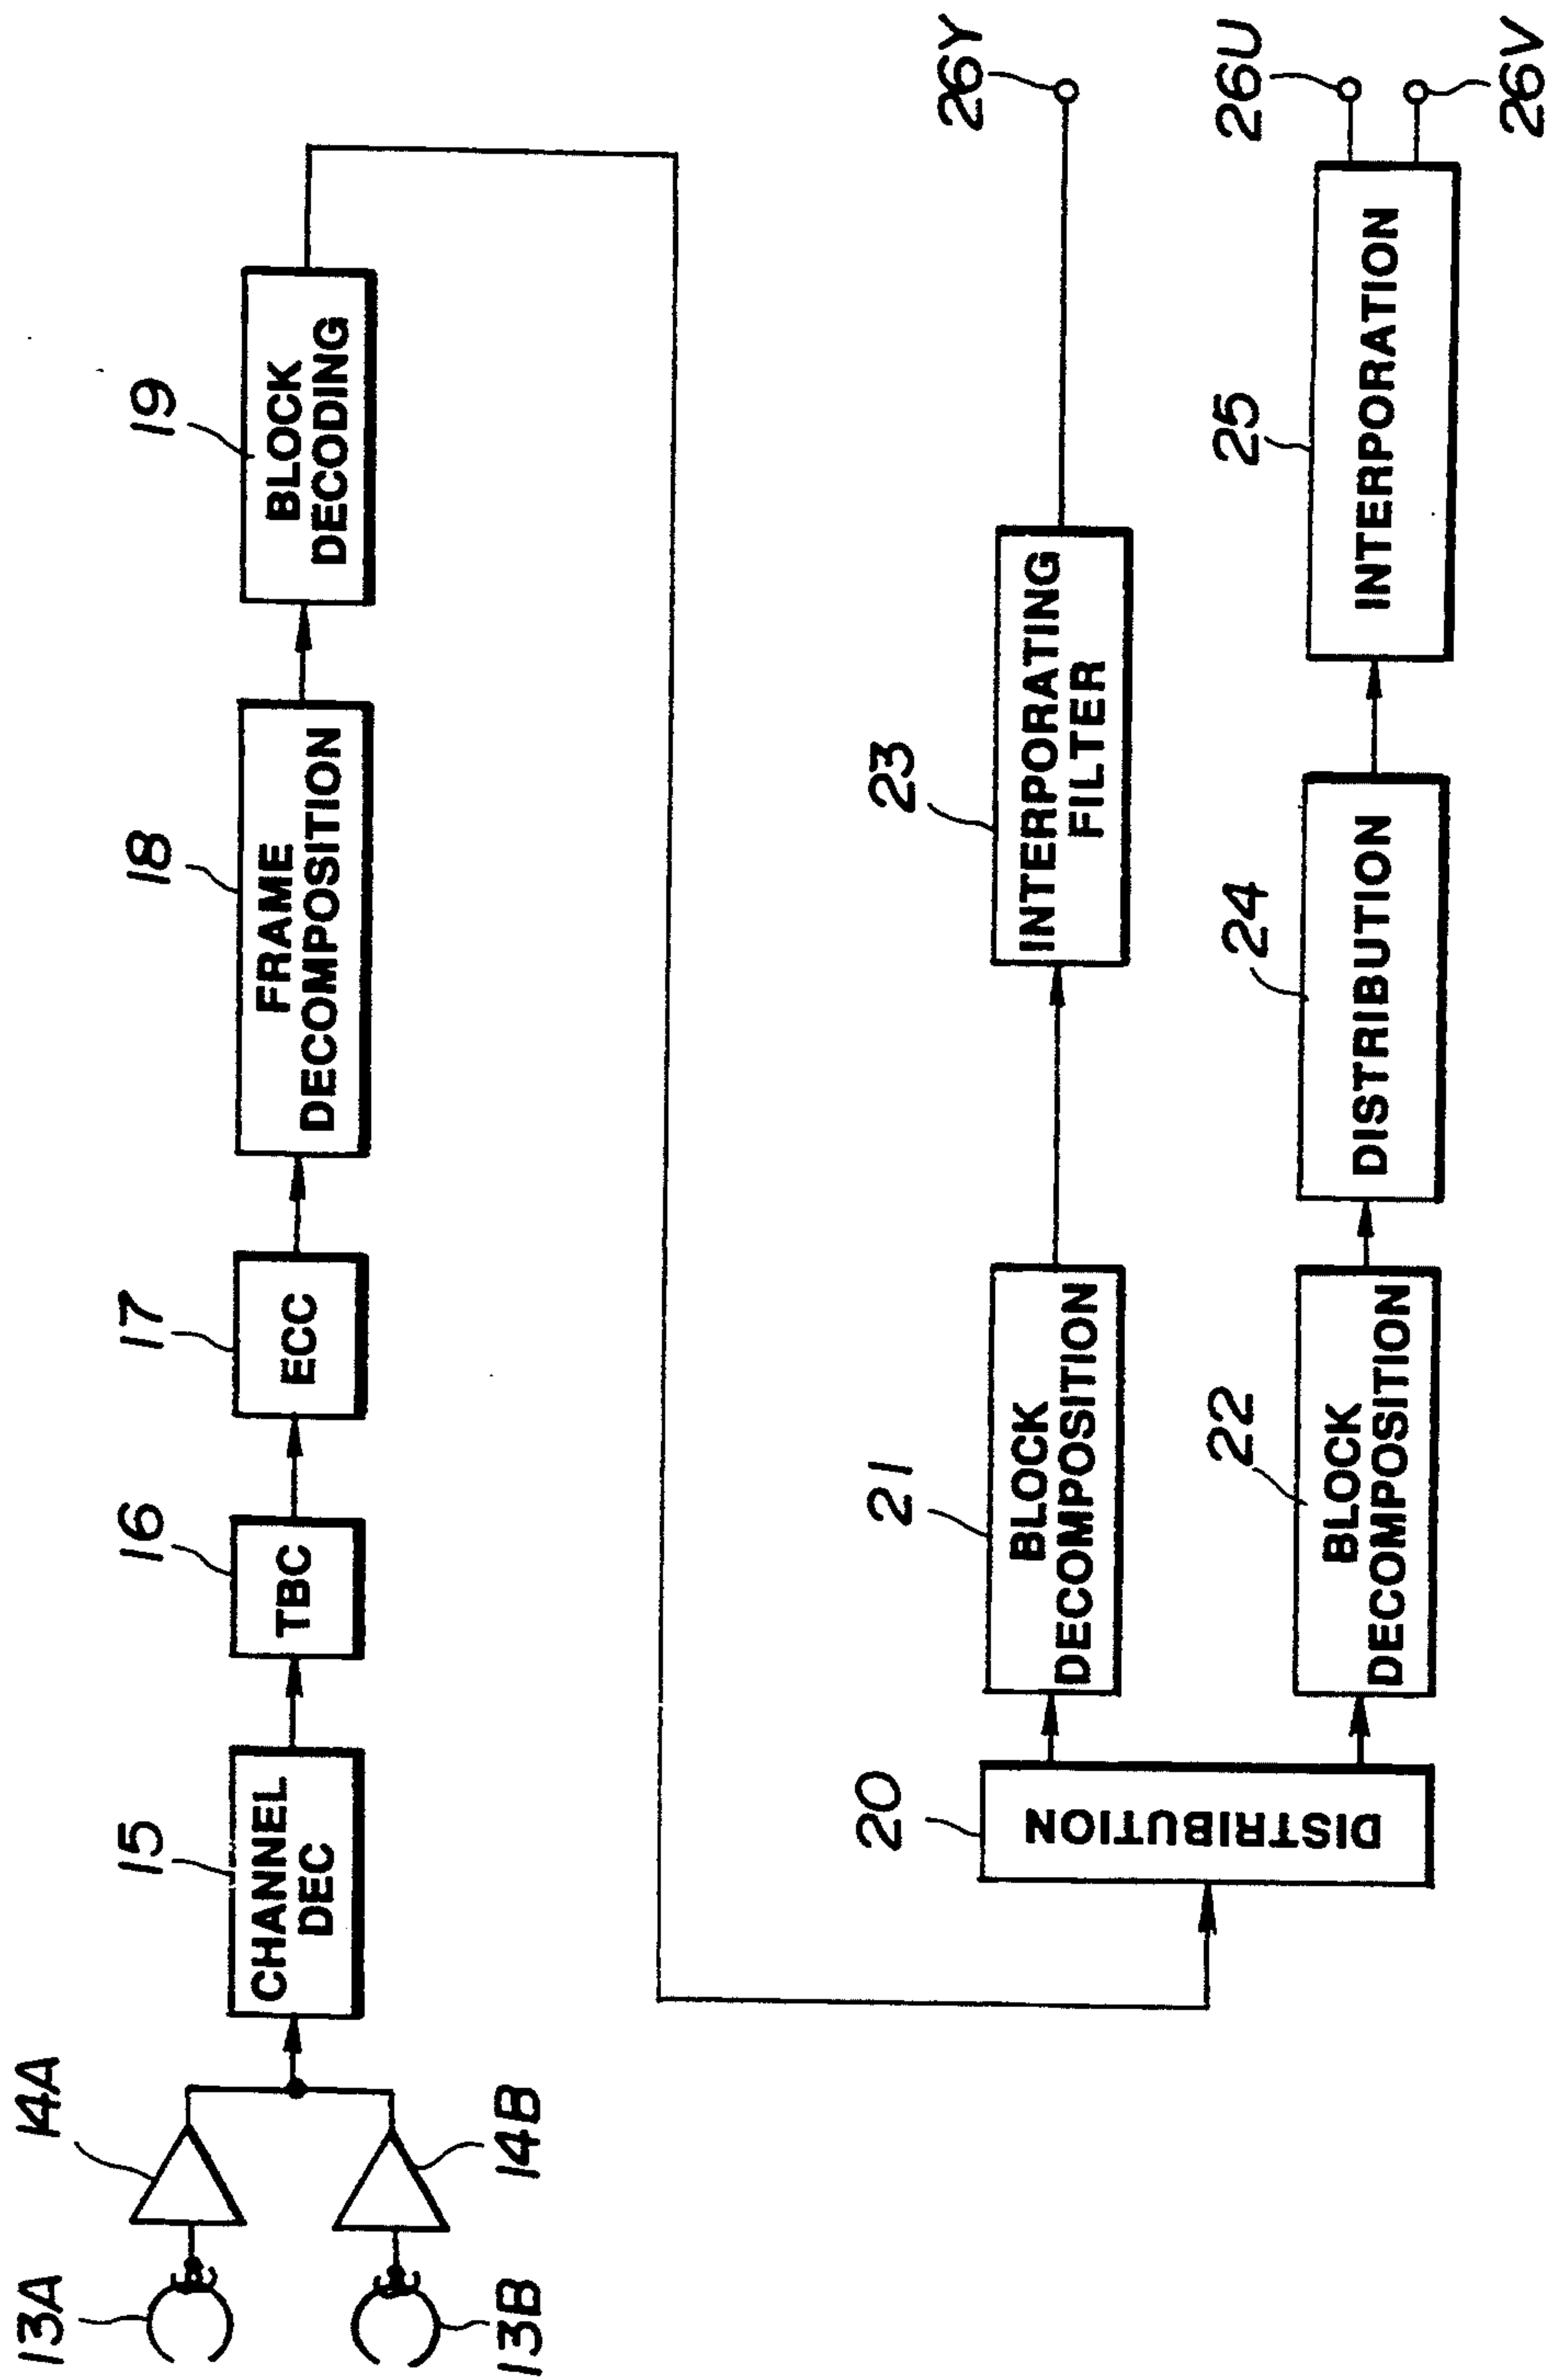 13A
14A
13B
14B
15
CHANNEL
DEC
16
TBC
17
ECC
18
FRAME
DECOMPOSITION
19
BLOCK
DECODING
20
DISTRIBUTION
21
BLOCK
DECOMPOSITION
23
INTERPORATING
FILTER
26Y
22
BLOCK
DECOMPOSITION
24
DISTRIBUTION
25
INTERPORATION
26U
26V